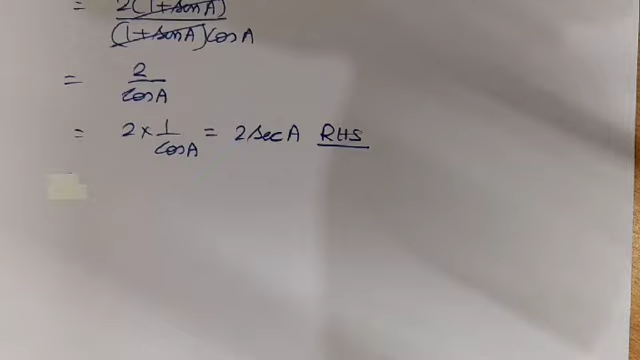 = 2(1+sinA)
(1+sinA)cosA
= 2
cosA
= 2 × 1 = 2secA RHS
cosA